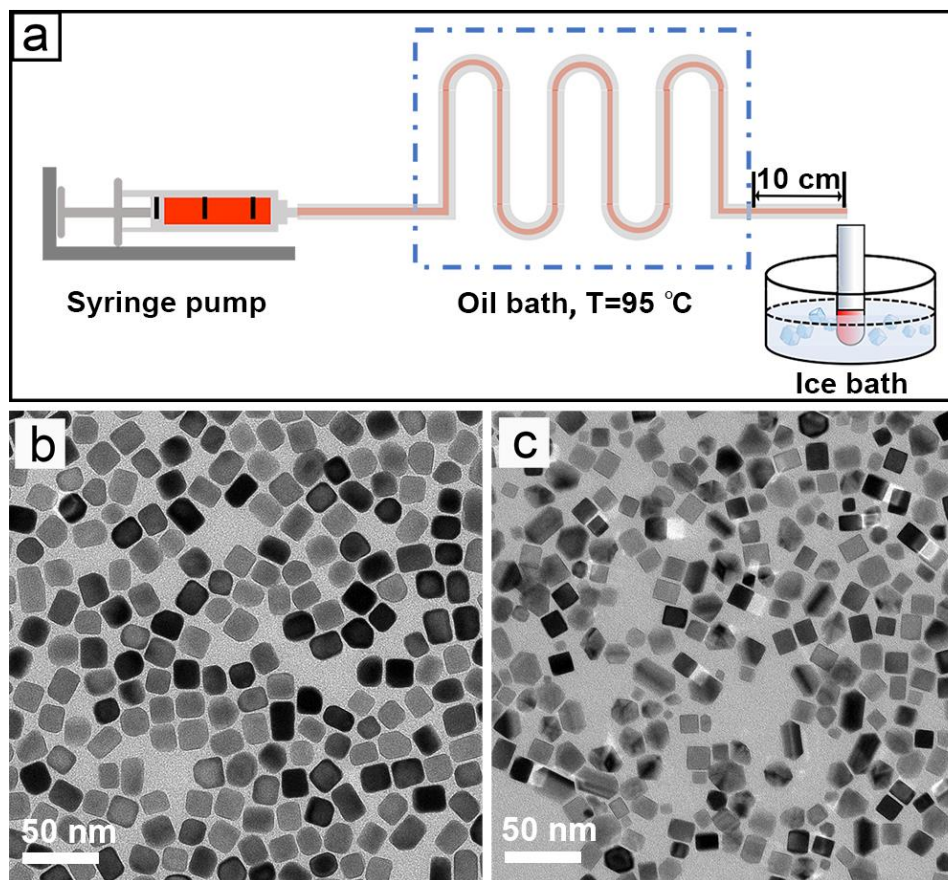 a
10 cm
Syringe pump
Oil bath, T=95 °C
Ice bath
b
c
50 nm
50 nm